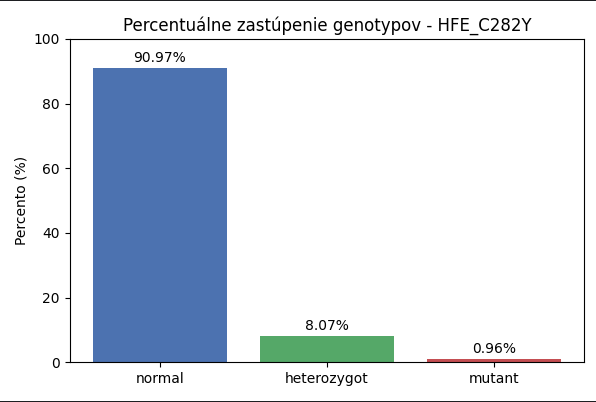 Percentuálne zastúpenie genotypov - HFE_C282Y
Percento (%)
100
80
60
40
20
0
90.97%
8.07%
0.96%
normal
heterozygot
mutant